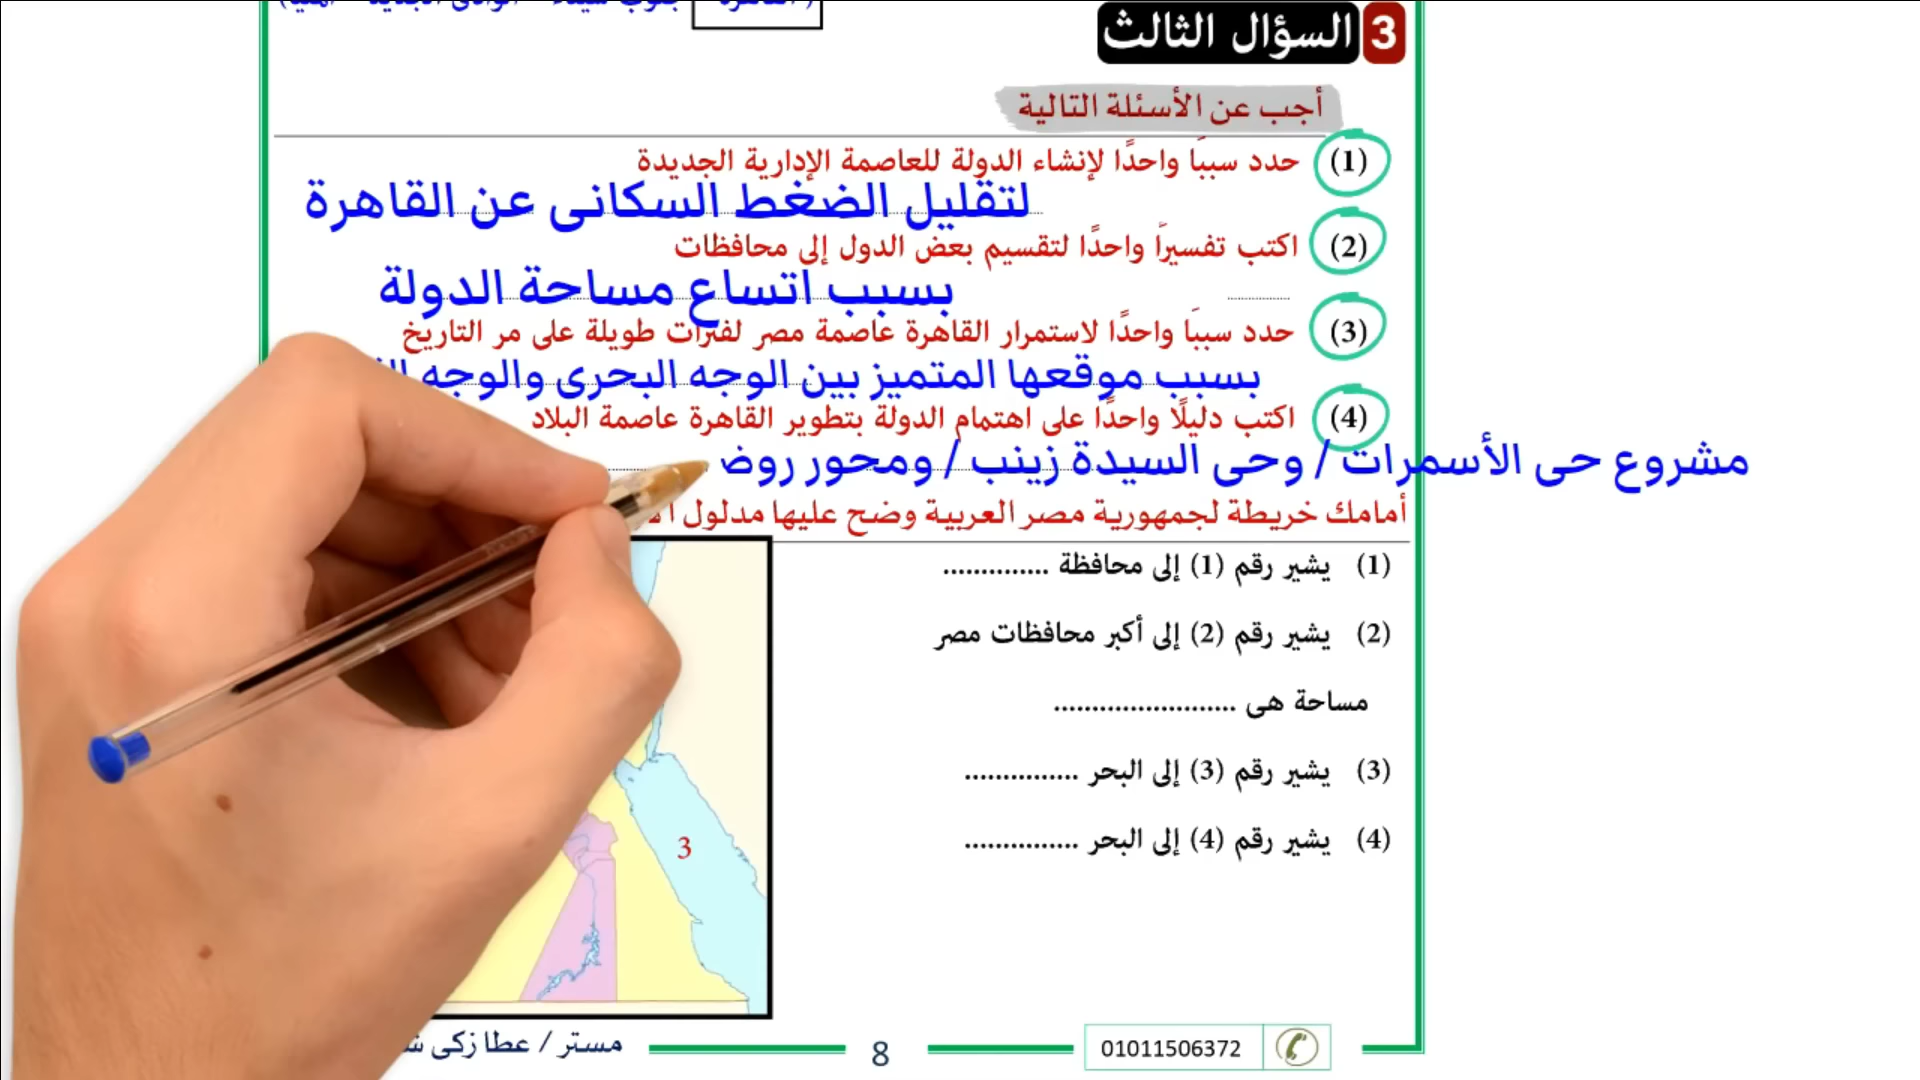 3 السؤال الثالث
أجب عن الأسئلة التالية
(1) حدد سببًا واحدًا لإنشاء الدولة للعاصمة الإدارية الجديدة
لتقليل الضغط السكانى عن القاهرة
(2) اكتب تفسيرًا واحدًا لتقسيم بعض الدول إلى محافظات
بسبب اتساع مساحة الدولة
(3) حدد سببًا واحدًا لاستمرار القاهرة عاصمة مصر لفترات طويلة على مر التاريخ
بسبب موقعها المتميز بين الوجه البحرى والوجه
(4) اكتب دليلًا واحدًا على اهتمام الدولة بتطوير القاهرة عاصمة البلاد
مشروع حى الأسمرات / وحى السيدة زينب / ومحور روض
أمامك خريطة لجمهورية مصر العربية وضح عليها مدلول
(1) يشير رقم (1) إلى محافظة ..............
(2) يشير رقم (2) إلى أكبر محافظات مصر
مساحة هى ........................
(3) يشير رقم (3) إلى البحر ...............
(4) يشير رقم (4) إلى البحر ...............
3
مستر / عطا زكى
8
01011506372